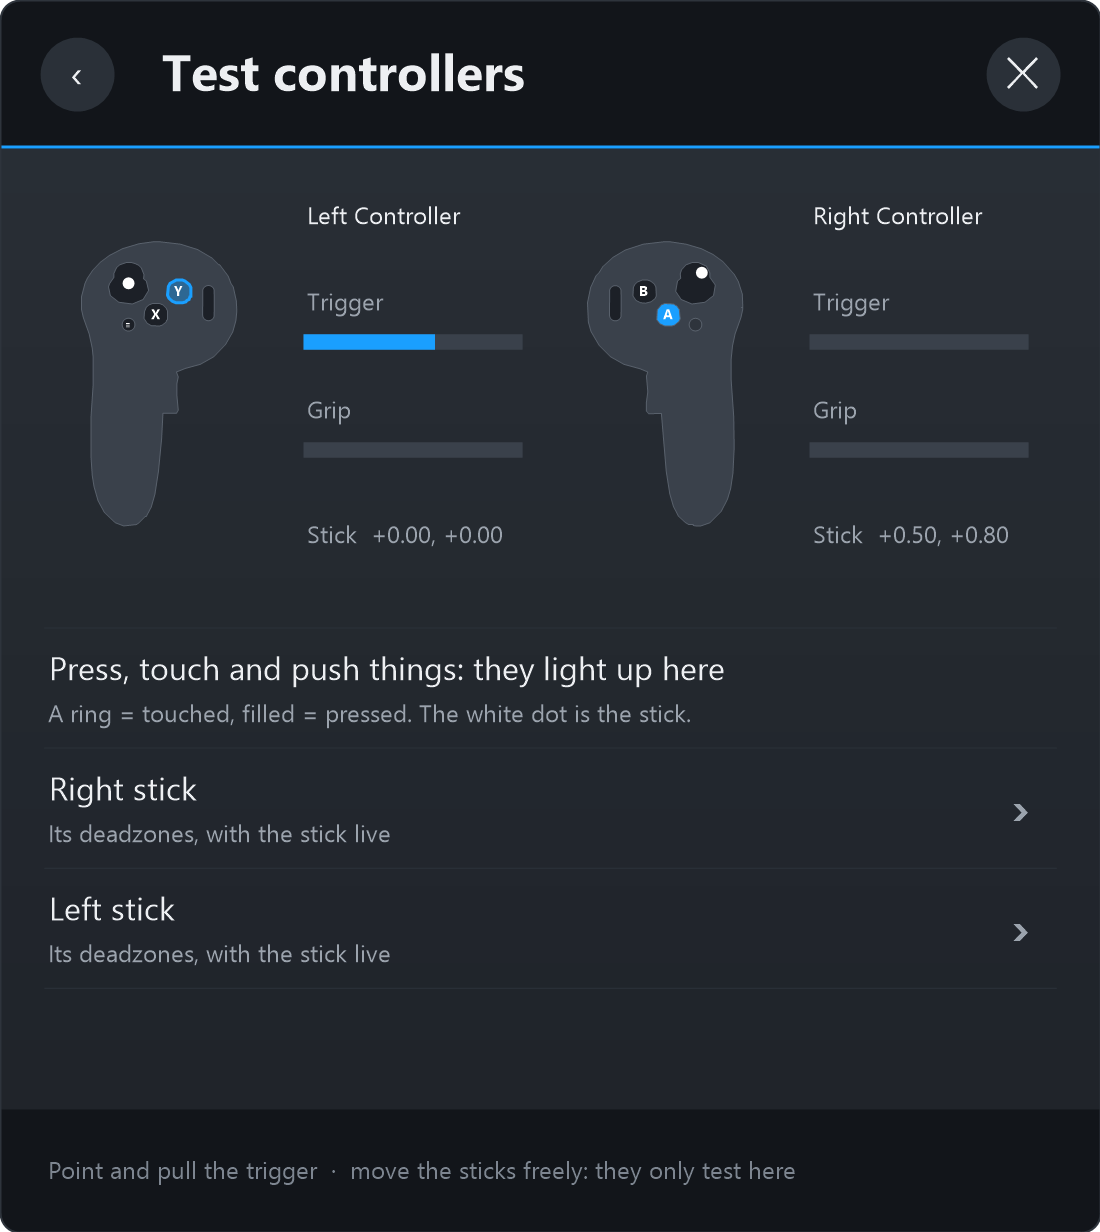 Test controllers
Left Controller
Right Controller
Y
X
B
A
Trigger
Trigger
Grip
Grip
Stick +0.00, +0.00
Stick +0.50, +0.80
Press, touch and push things: they light up here
A ring = touched, filled = pressed. The white dot is the stick.
Right stick
Its deadzones, with the stick live
Left stick
Its deadzones, with the stick live
Point and pull the trigger · move the sticks freely: they only test here